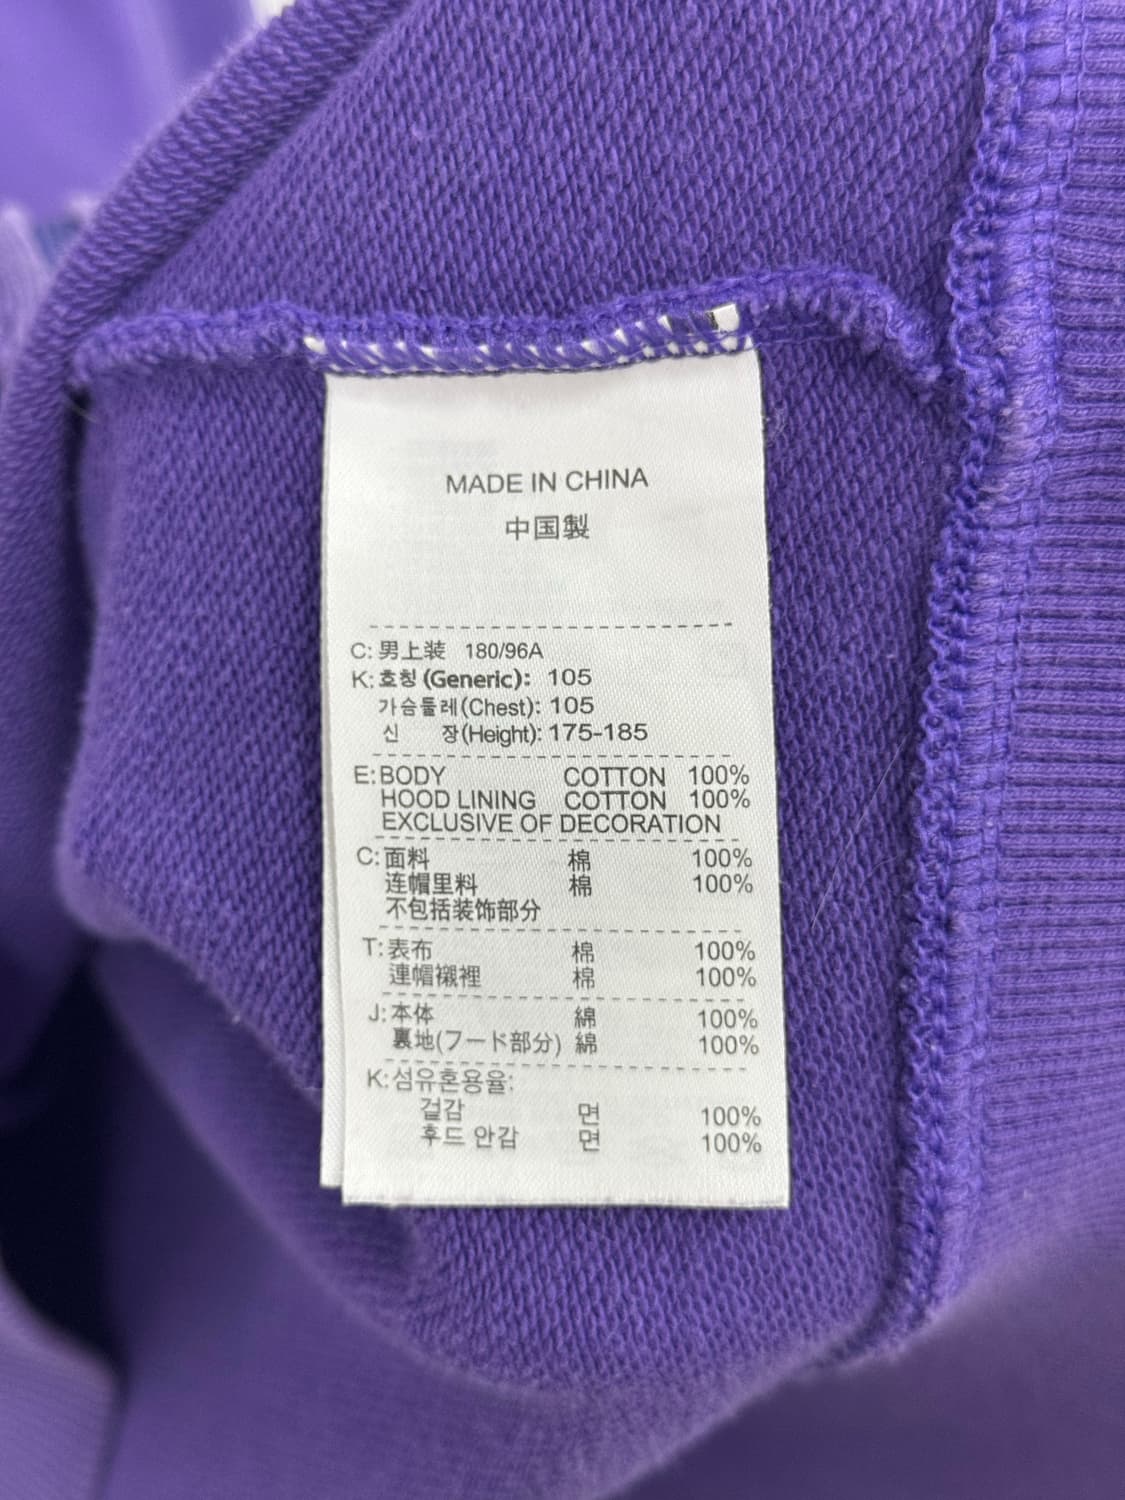 MADE IN CHINA
中国製
C: 男上装 180/96A
K: 호칭 (Generic): 105
가슴둘레(Chest): 105
신 장(Height): 175-185
E: BODY COTTON 100%
HOOD LINING COTTON 100%
EXCLUSIVE OF DECORATION
C: 面料 棉 100%
连帽里料 棉 100%
不包括装饰部分
T: 表布 棉 100%
連帽襯裡 棉 100%
J: 本体 綿 100%
裏地(フード部分) 綿 100%
K: 섬유혼용율:
겉감 면 100%
후드 안감 면 100%